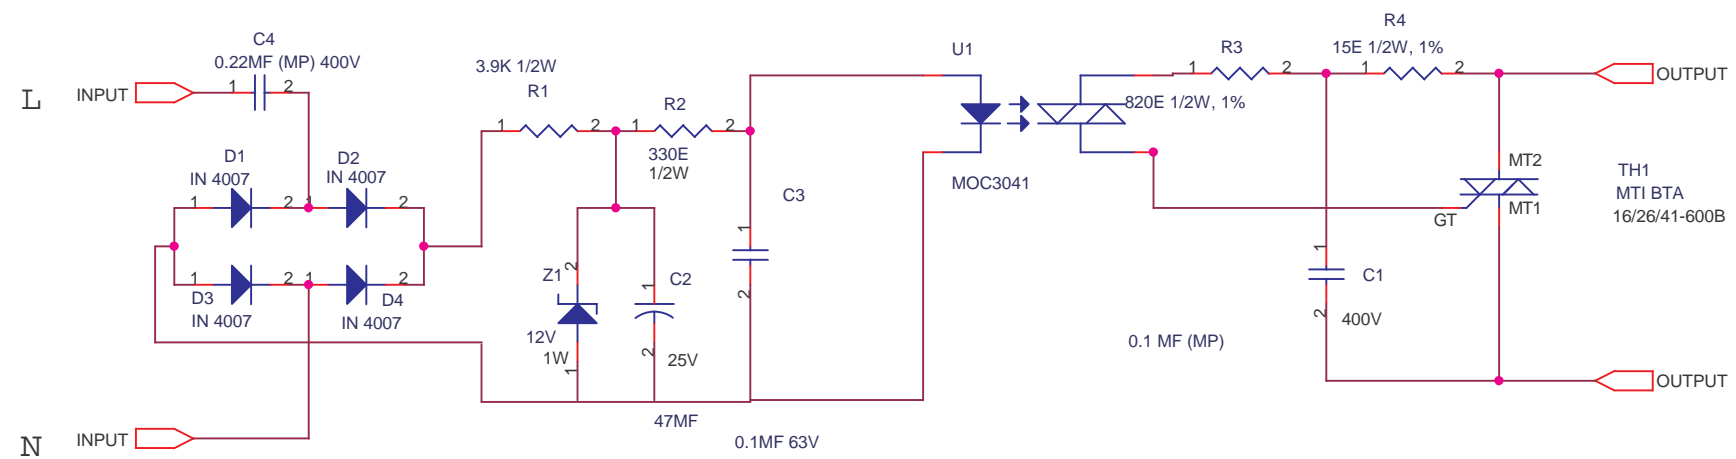 C4
0.22MF (MP) 400V
1 2
L INPUT
3.9K 1/2W
R1
1 2
R2
1 2
330E
1/2W
U1
MOC3041
R3
1 2
820E 1/2W, 1%
R4
15E 1/2W, 1%
1 2
OUTPUT
D1
IN 4007
1 2
D2
IN 4007
1 2
D3
IN 4007
1 2
D4
IN 4007
1 2
C3
1
2
Z1
2
12V
1W
1
C2
1
2
25V
47MF
0.1MF 63V
MT2
MT1
GT
TH1
MTI BTA
16/26/41-600B
C1
1
2
400V
0.1 MF (MP)
OUTPUT
N INPUT